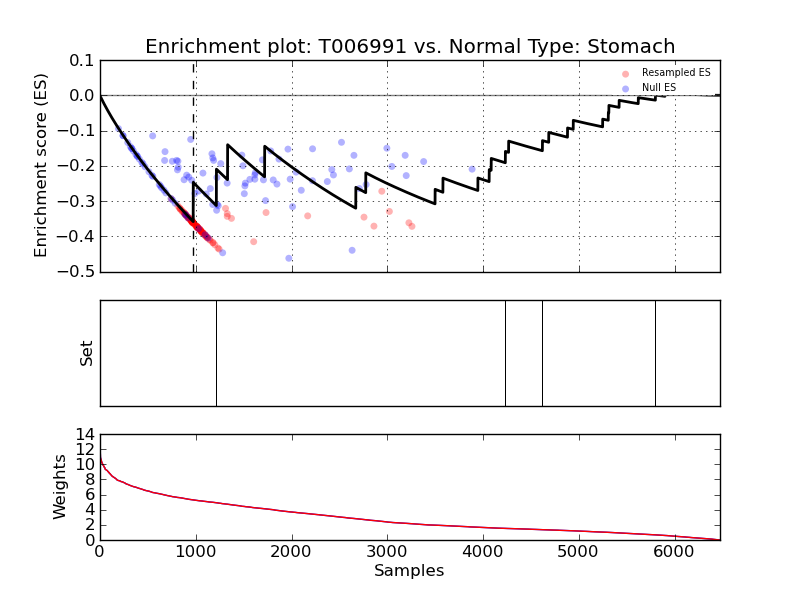 Enrichment plot: T006991 vs. Normal Type: Stomach
Enrichment score (ES)
0.1
0.0
−0.1
−0.2
−0.3
−0.4
−0.5
Resampled ES
Null ES
Set
Weights
14
12
10
8
6
4
2
0
0 1000 2000 3000 4000 5000 6000
Samples